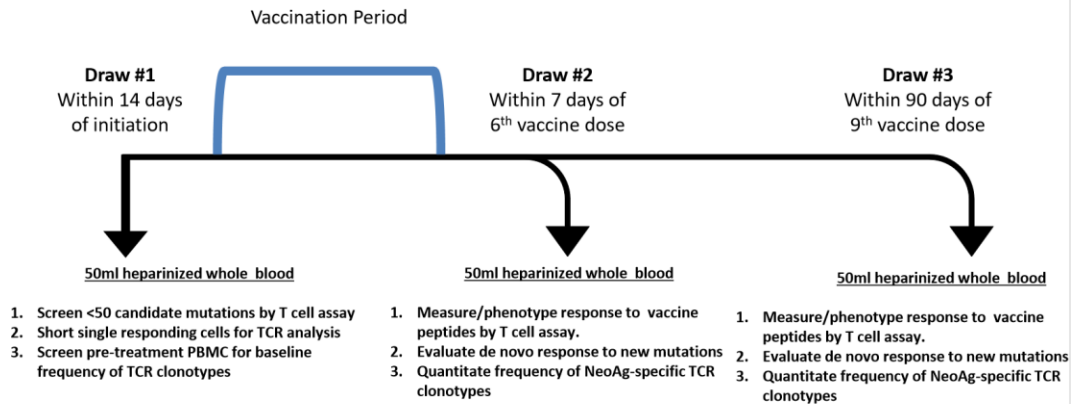 Vaccination Period
Draw #1
Within 14 days
of initiation
Draw #2
Within 7 days of
6th vaccine dose
Draw #3
Within 90 days of
9th vaccine dose
50ml heparinized whole blood
1. Screen <50 candidate mutations by T cell assay
2. Short single responding cells for TCR analysis
3. Screen pre-treatment PBMC for baseline
frequency of TCR clonotypes
50ml heparinized whole blood
1. Measure/phenotype response to vaccine
peptides by T cell assay.
2. Evaluate de novo response to new mutations
3. Quantitate frequency of NeoAg-specific TCR
clonotypes
50ml heparinized whole blood
1. Measure/phenotype response to vaccine
peptides by T cell assay.
2. Evaluate de novo response to new mutations
3. Quantitate frequency of NeoAg-specific TCR
clonotypes